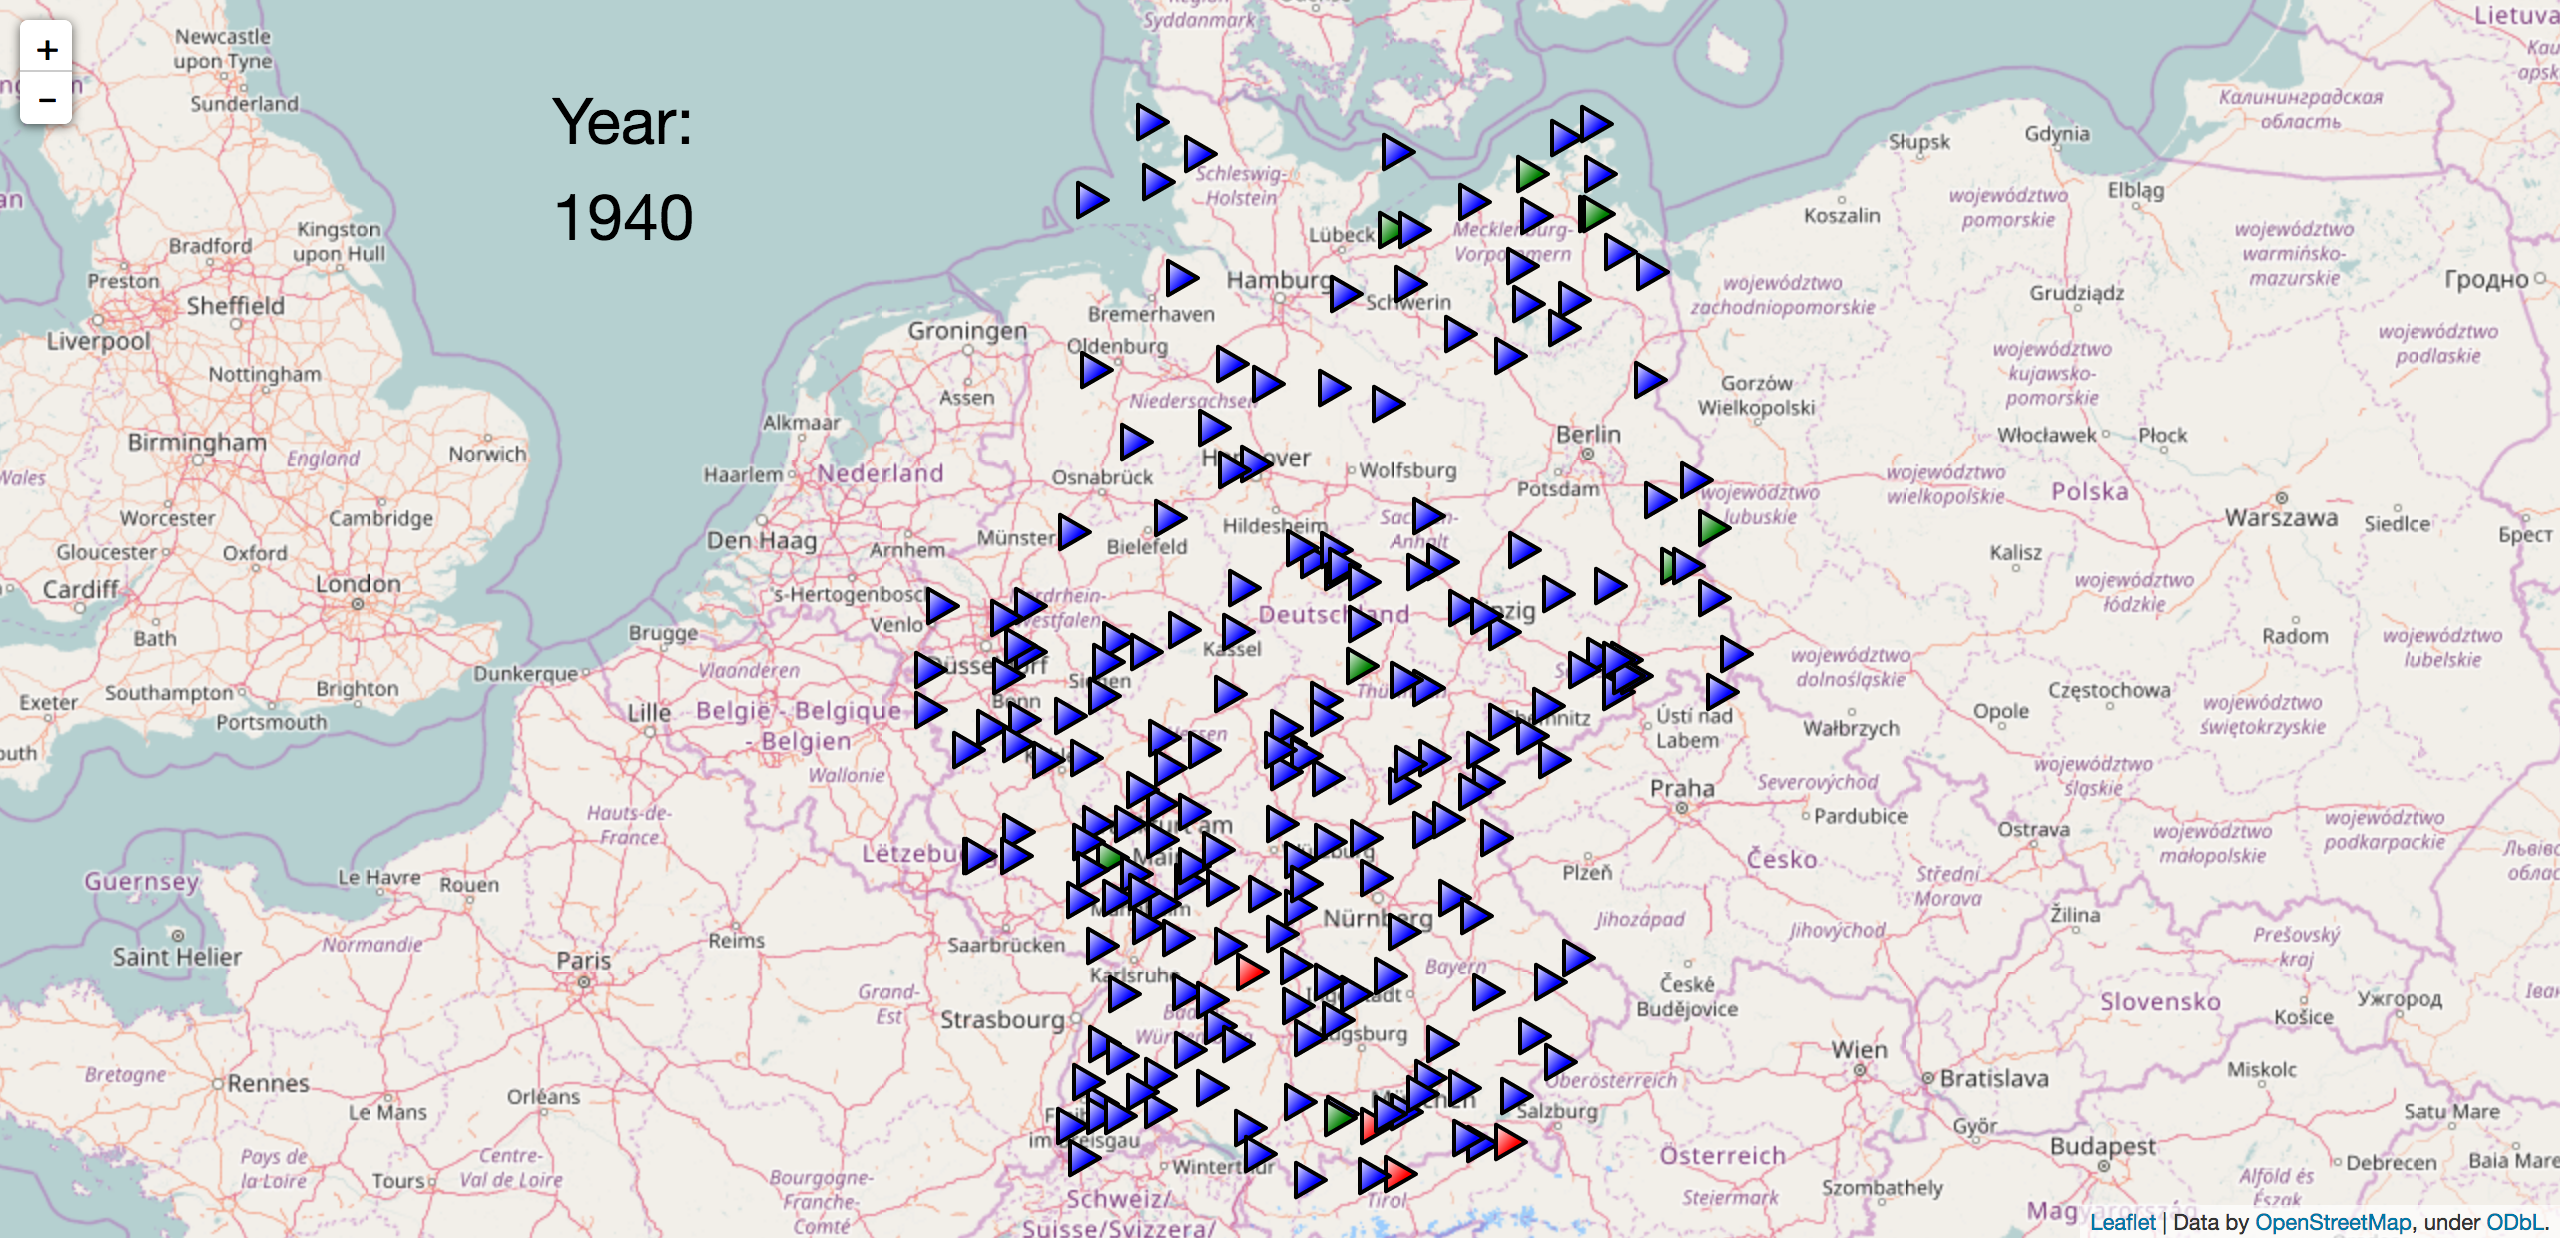 +
−
Year:
1940
Newcastle
upon Tyne
Sunderland
Kingston
upon Hull
Bradford
Preston
Sheffield
Liverpool
Nottingham
Birmingham
England
Norwich
Wales
Worcester
Cambridge
Gloucester
Oxford
Cardiff
London
Bath
Exeter
Southampton
Brighton
Portsmouth
Syddanmark
Schleswig-
Holstein
Lübeck
Hamburg
Schwerin
Bremerhaven
Groningen
Oldenburg
Assen
Niedersachsen
Alkmaar
Haarlem
Nederland
Osnabrück
Wolfsburg
Berlin
Potsdam
Hildesheim
Den Haag
Arnhem
Münster
Bielefeld
Venlo
Deutschland
Kassel
Brugge
Vlaanderen
Dunkerque
Lille
België - Belgique
- Belgien
Wallonie
Hauts-de-
France
Guernsey
Saint Helier
Le Havre
Rouen
Normandie
Reims
Paris
Saarbrücken
Karlsruhe
Nürnberg
Bayern
Grand-
Est
Strasbourg
Bretagne
Rennes
Le Mans
Orléans
Pays de
la Loire
Tours
Centre-
Val de Loire
Bourgogne-
Franche-
Comté
Winterthur
Schweiz/
Suisse/Svizzera/
Tirol
Salzburg
Oberösterreich
Österreich
Steiermark
Wien
Bratislava
Győr
Szombathely
Budapest
Debrecen
Baia Mare
Satu Mare
Miskolc
Alföld és
Észak
Slovensko
Košice
Ужгород
Prešovský
kraj
Žilina
Jihovýchod
Jihozápad
České
Budějovice
Střední
Morava
Česko
Plzeň
Praha
Pardubice
Severovýchod
Ostrava
Ústí nad
Labem
Wałbrzych
Opole
Częstochowa
województwo
dolnośląskie
województwo
śląskie
województwo
małopolskie
województwo
podkarpackie
województwo
świętokrzyskie
województwo
lubelskie
Radom
województwo
łódzkie
Kalisz
Warszawa
Siedlce
Брест
Polska
województwo
wielkopolskie
województwo
lubuskie
Włocławek
Płock
Gorzów
Wielkopolski
województwo
kujawsko-
pomorskie
województwo
podlaskie
Grudziądz
Гродно
województwo
zachodniopomorskie
województwo
warmińsko-
mazurskie
Koszalin
województwo
pomorskie
Elbląg
Słupsk
Gdynia
Калининградская
область
Leaflet | Data by OpenStreetMap, under ODbL.